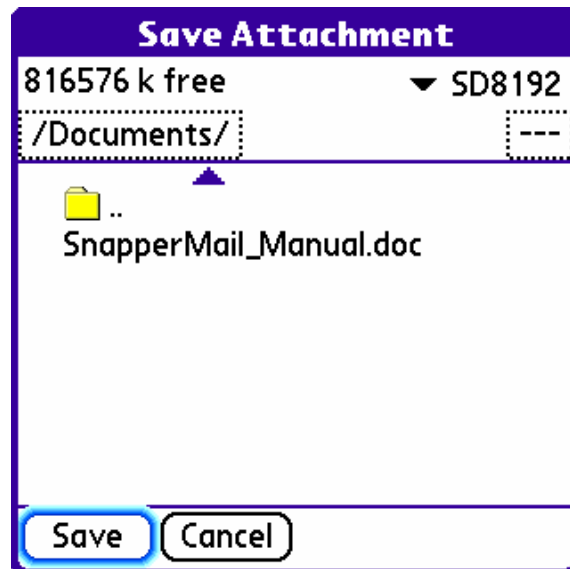 Save Attachment
816576 k free
SD8192
/Documents/
---
..
SnapperMail_Manual.doc
Save
Cancel